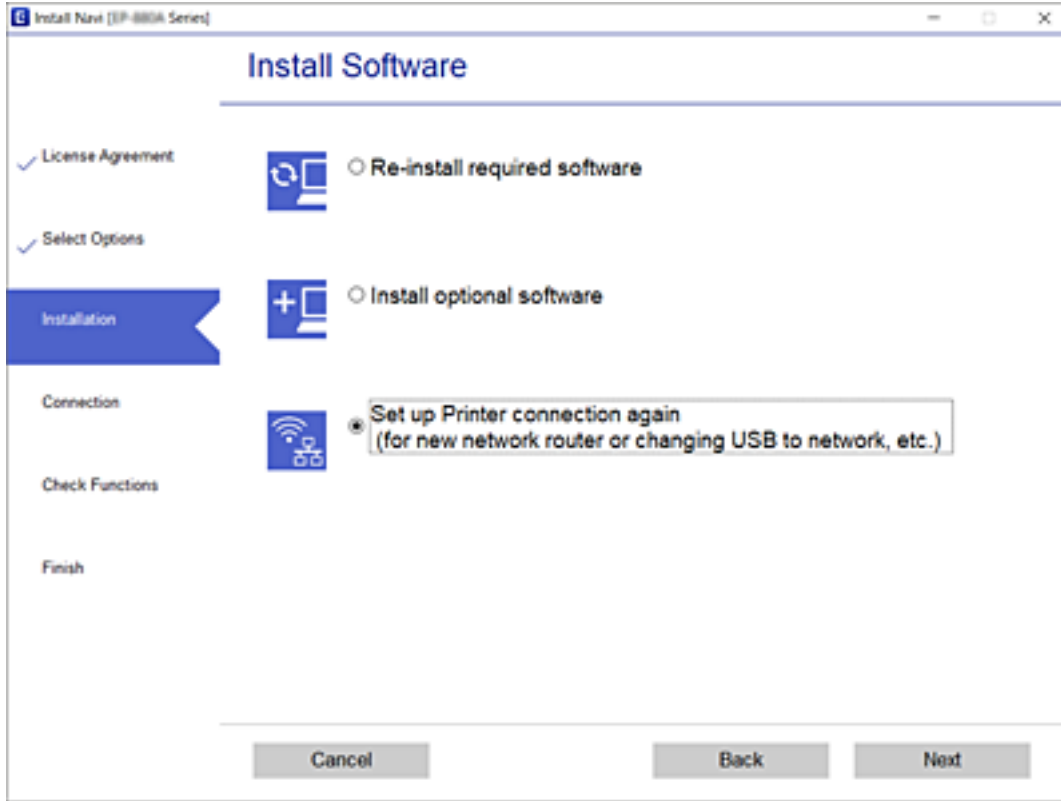 Install Navi [EP-880A Series]
Install Software
License Agreement
Select Options
Installation
Connection
Check Functions
Finish
Re-install required software
Install optional software
Set up Printer connection again
(for new network router or changing USB to network, etc.)
Cancel
Back
Next